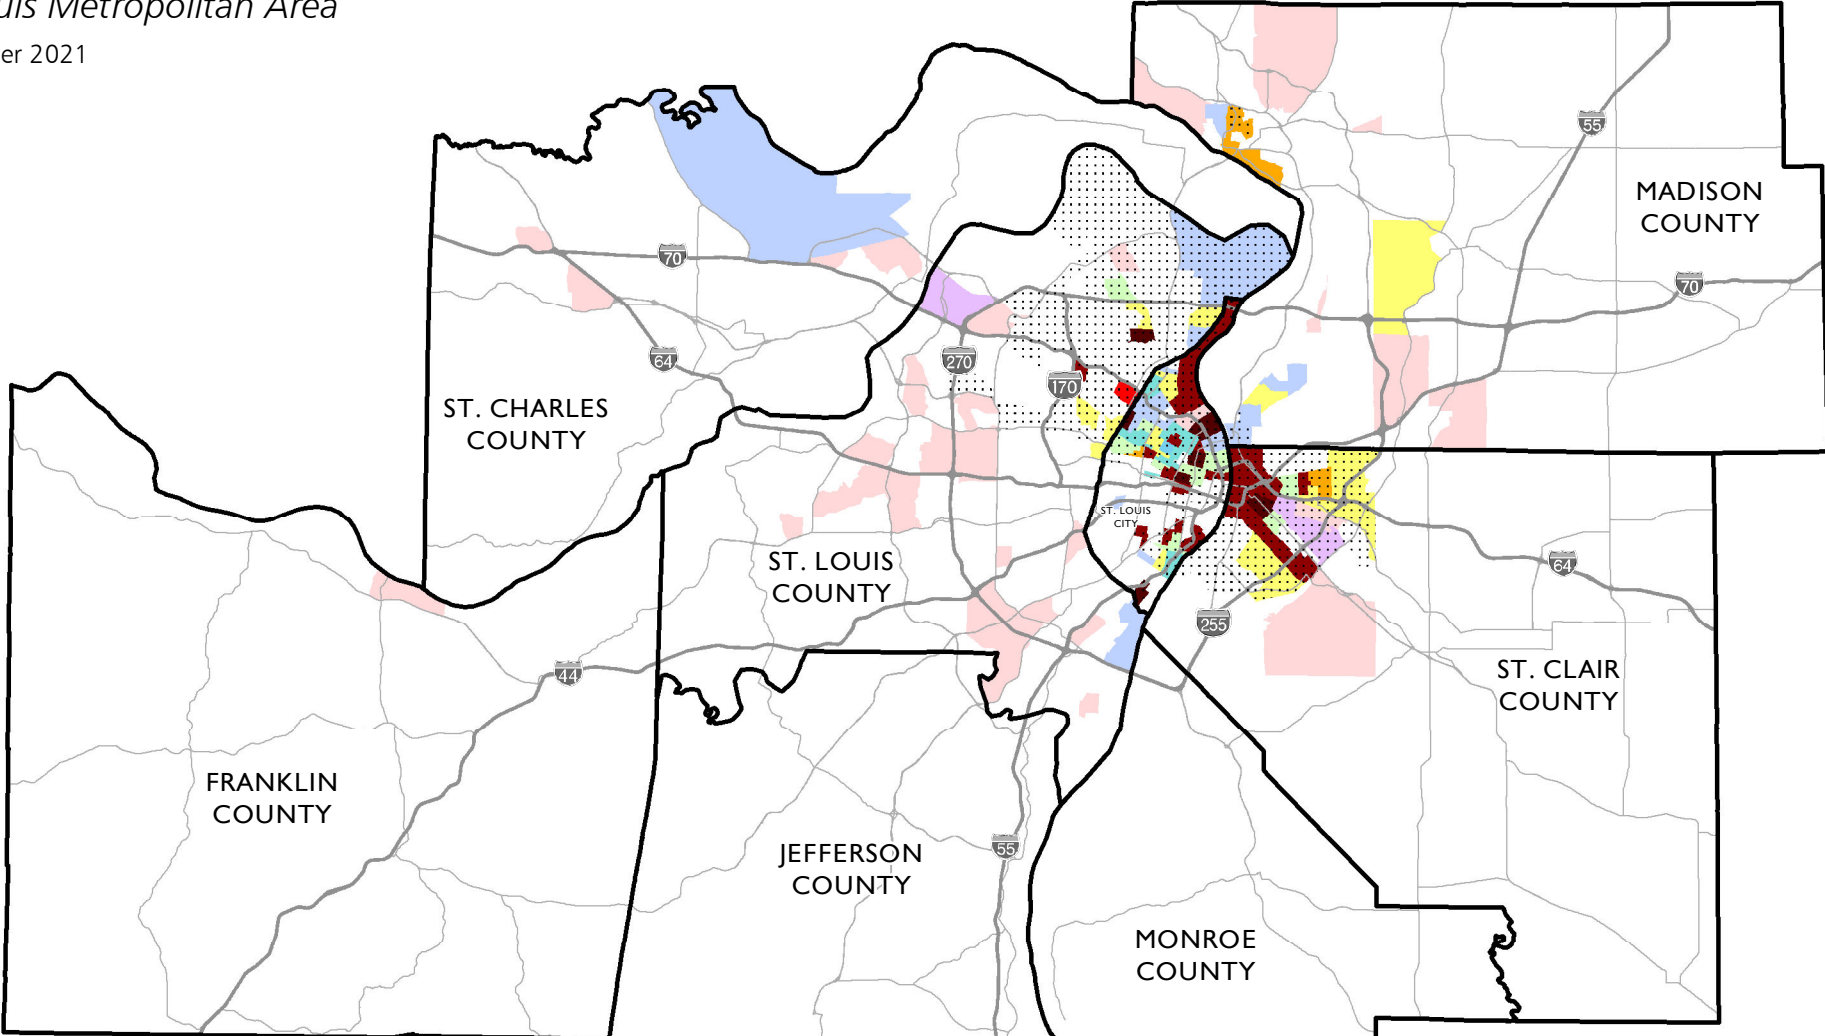 uis Metropolitan Area
er 2021
55
MADISON
COUNTY
70
70
64
270
170
ST. CHARLES
COUNTY
ST. LOUIS
CITY
ST. LOUIS
COUNTY
64
255
44
ST. CLAIR
COUNTY
FRANKLIN
COUNTY
JEFFERSON
COUNTY
55
MONROE
COUNTY